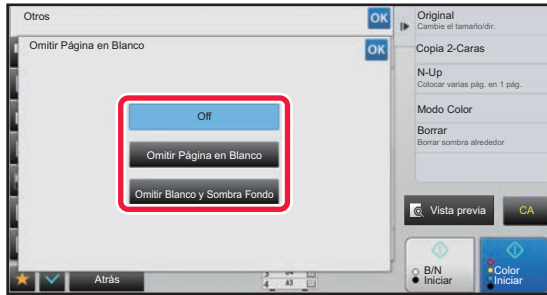 Otros
OK
Omitir Página en Blanco
OK
Off
Omitir Página en Blanco
Omitir Blanco y Sombra Fondo
Atrás
4 A3
Original
Cambie el tamaño/dir.
Copia 2-Caras
N-Up
Colocar varias pág. en 1 pág.
Modo Color
Borrar
Borrar sombra alrededor
Vista previa
CA
B/N
Iniciar
Color
Iniciar